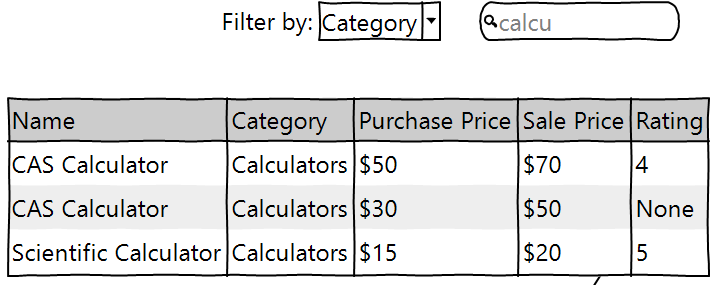 Filter by: Category calcu
Name Category Purchase Price Sale Price Rating
CAS Calculator Calculators $50 $70 4
CAS Calculator Calculators $30 $50 None
Scientific Calculator Calculators $15 $20 5